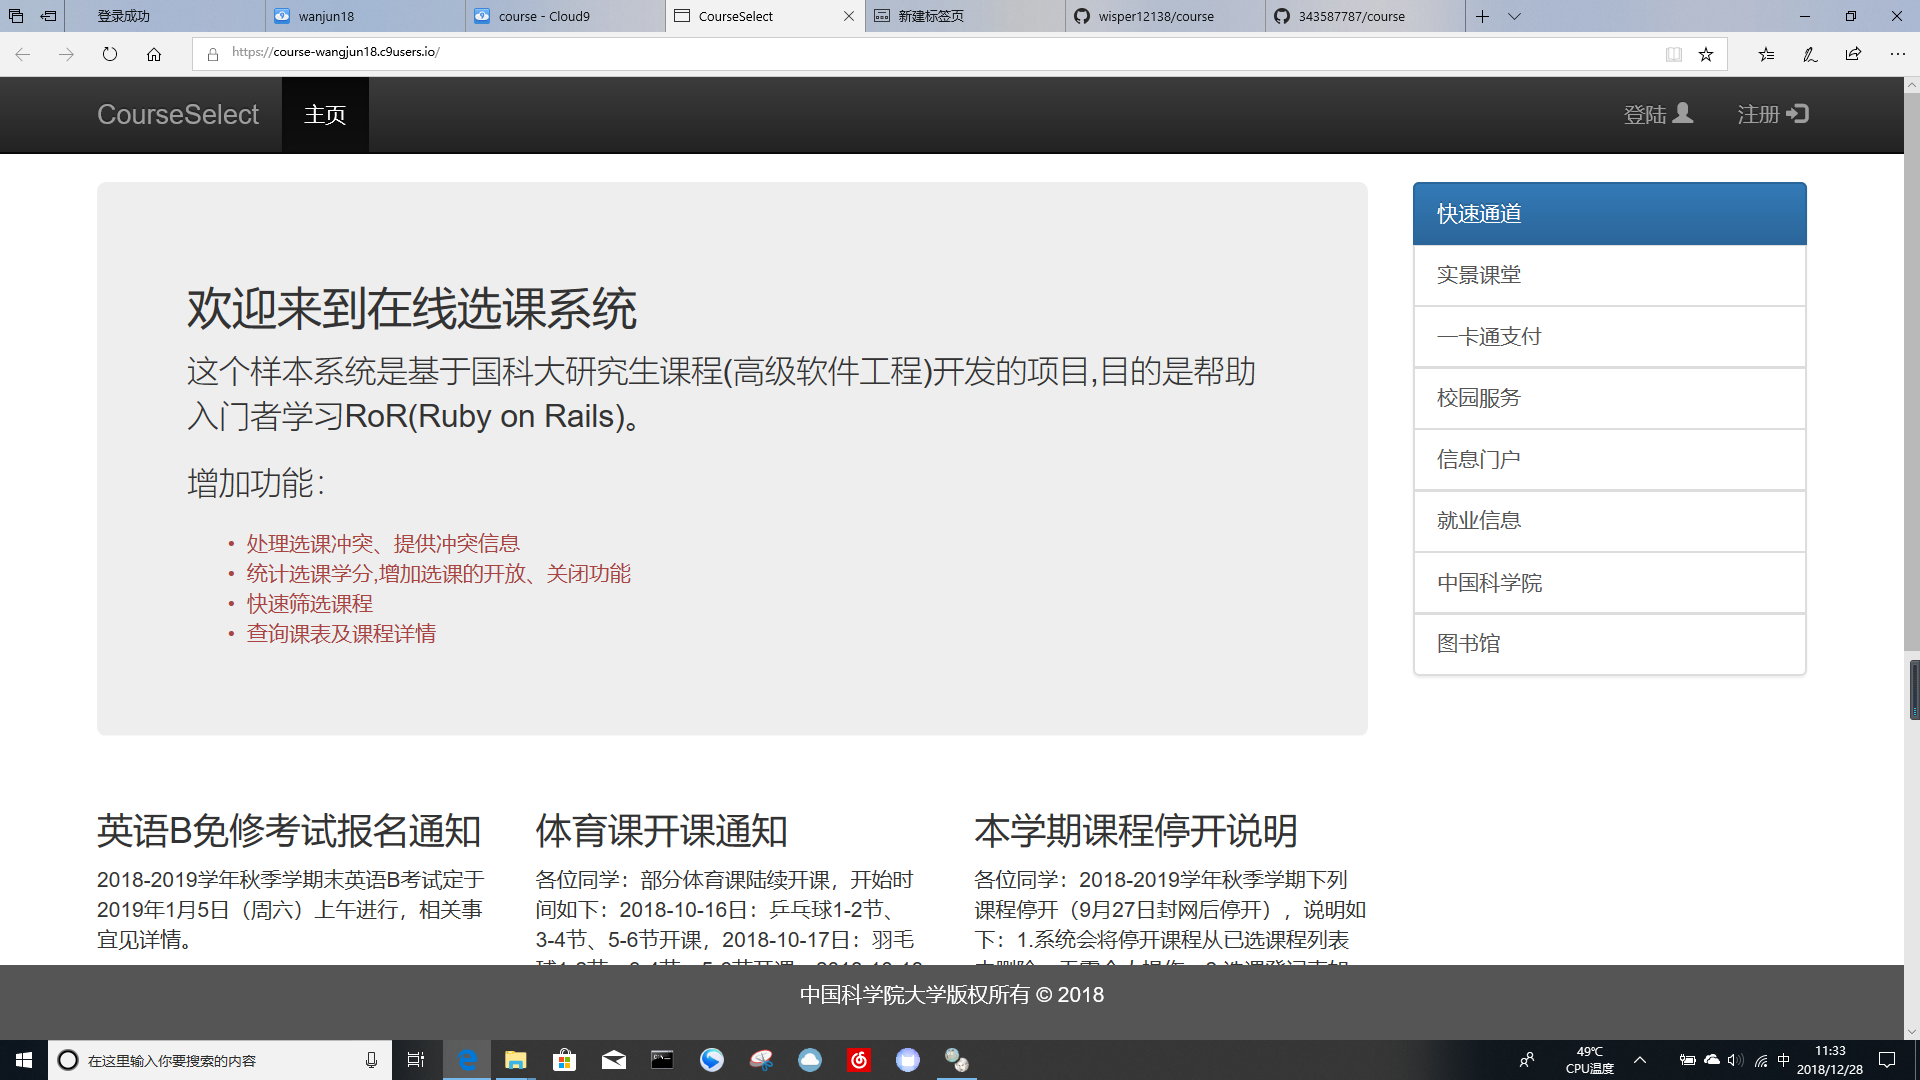 登录成功
wanjun18
course - Cloud9
CourseSelect
新建标签页
wisper12138/course
343587787/course
https://course-wangjun18.c9users.io/
CourseSelect
主页
登陆
注册
欢迎来到在线选课系统
这个样本系统是基于国科大研究生课程(高级软件工程)开发的项目,目的是帮助
入门者学习RoR(Ruby on Rails)。
增加功能：
• 处理选课冲突、提供冲突信息
• 统计选课学分,增加选课的开放、关闭功能
• 快速筛选课程
• 查询课表及课程详情
快速通道
实景课堂
一卡通支付
校园服务
信息门户
就业信息
中国科学院
图书馆
英语B免修考试报名通知
2018-2019学年秋季学期末英语B考试定于
2019年1月5日（周六）上午进行，相关事
宜见详情。
体育课开课通知
各位同学：部分体育课陆续开课，开始时
间如下：2018-10-16日：乒乓球1-2节、
3-4节、5-6节开课，2018-10-17日：羽毛
本学期课程停开说明
各位同学：2018-2019学年秋季学期下列
课程停开（9月27日封网后停开），说明如
下：1.系统会将停开课程从已选课程列表
中国科学院大学版权所有 © 2018
在这里输入你要搜索的内容
49℃
CPU温度
中
11:33
2018/12/28